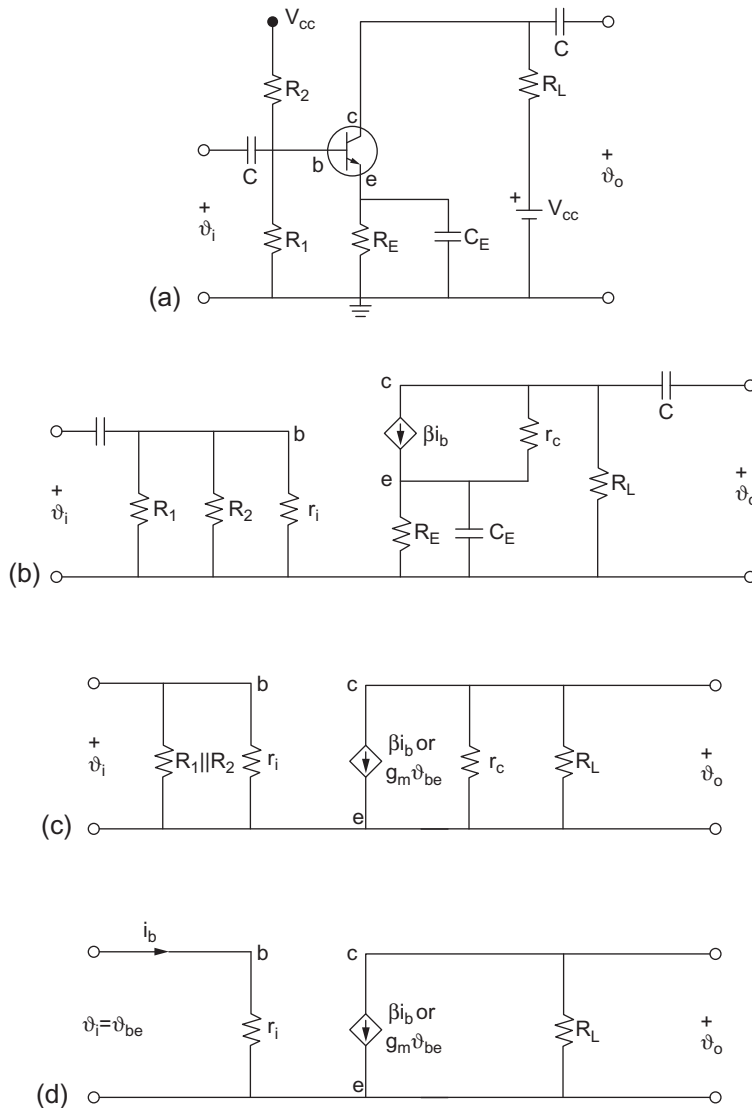 V_cc
C
R_2
c
R_L
b
e
C
+
ϑ_i
R_1
R_E
C_E
+
V_cc
+
ϑ_o
(a)
c
C
b
βi_b
r_c
e
+
ϑ_i
R_1
R_2
r_i
R_E
C_E
R_L
+
ϑ_o
(b)
b
c
+
ϑ_i
R_1||R_2
r_i
βi_b or
g_mϑ_be
r_c
R_L
+
ϑ_o
e
(c)
i_b
b
c
ϑ_i=ϑ_be
r_i
βi_b or
g_mϑ_be
R_L
+
ϑ_o
e
(d)